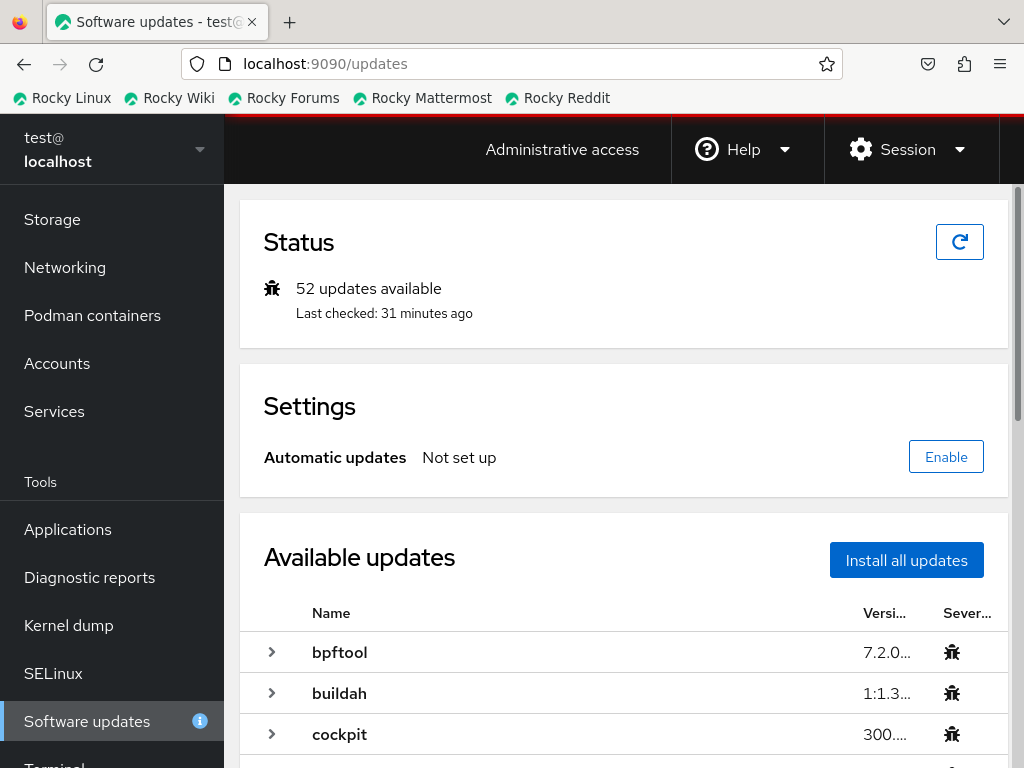 Software updates - test@
localhost:9090/updates
Rocky Linux Rocky Wiki Rocky Forums Rocky Mattermost Rocky Reddit
test@
localhost
Administrative access
Help
Session
Storage
Networking
Podman containers
Accounts
Services
Tools
Applications
Diagnostic reports
Kernel dump
SELinux
Software updates
Terminal
Status
52 updates available
Last checked: 31 minutes ago
Settings
Automatic updates Not set up
Enable
Available updates
Install all updates
Name Versi... Sever...
bpftool 7.2.0...
buildah 1:1.3...
cockpit 300....